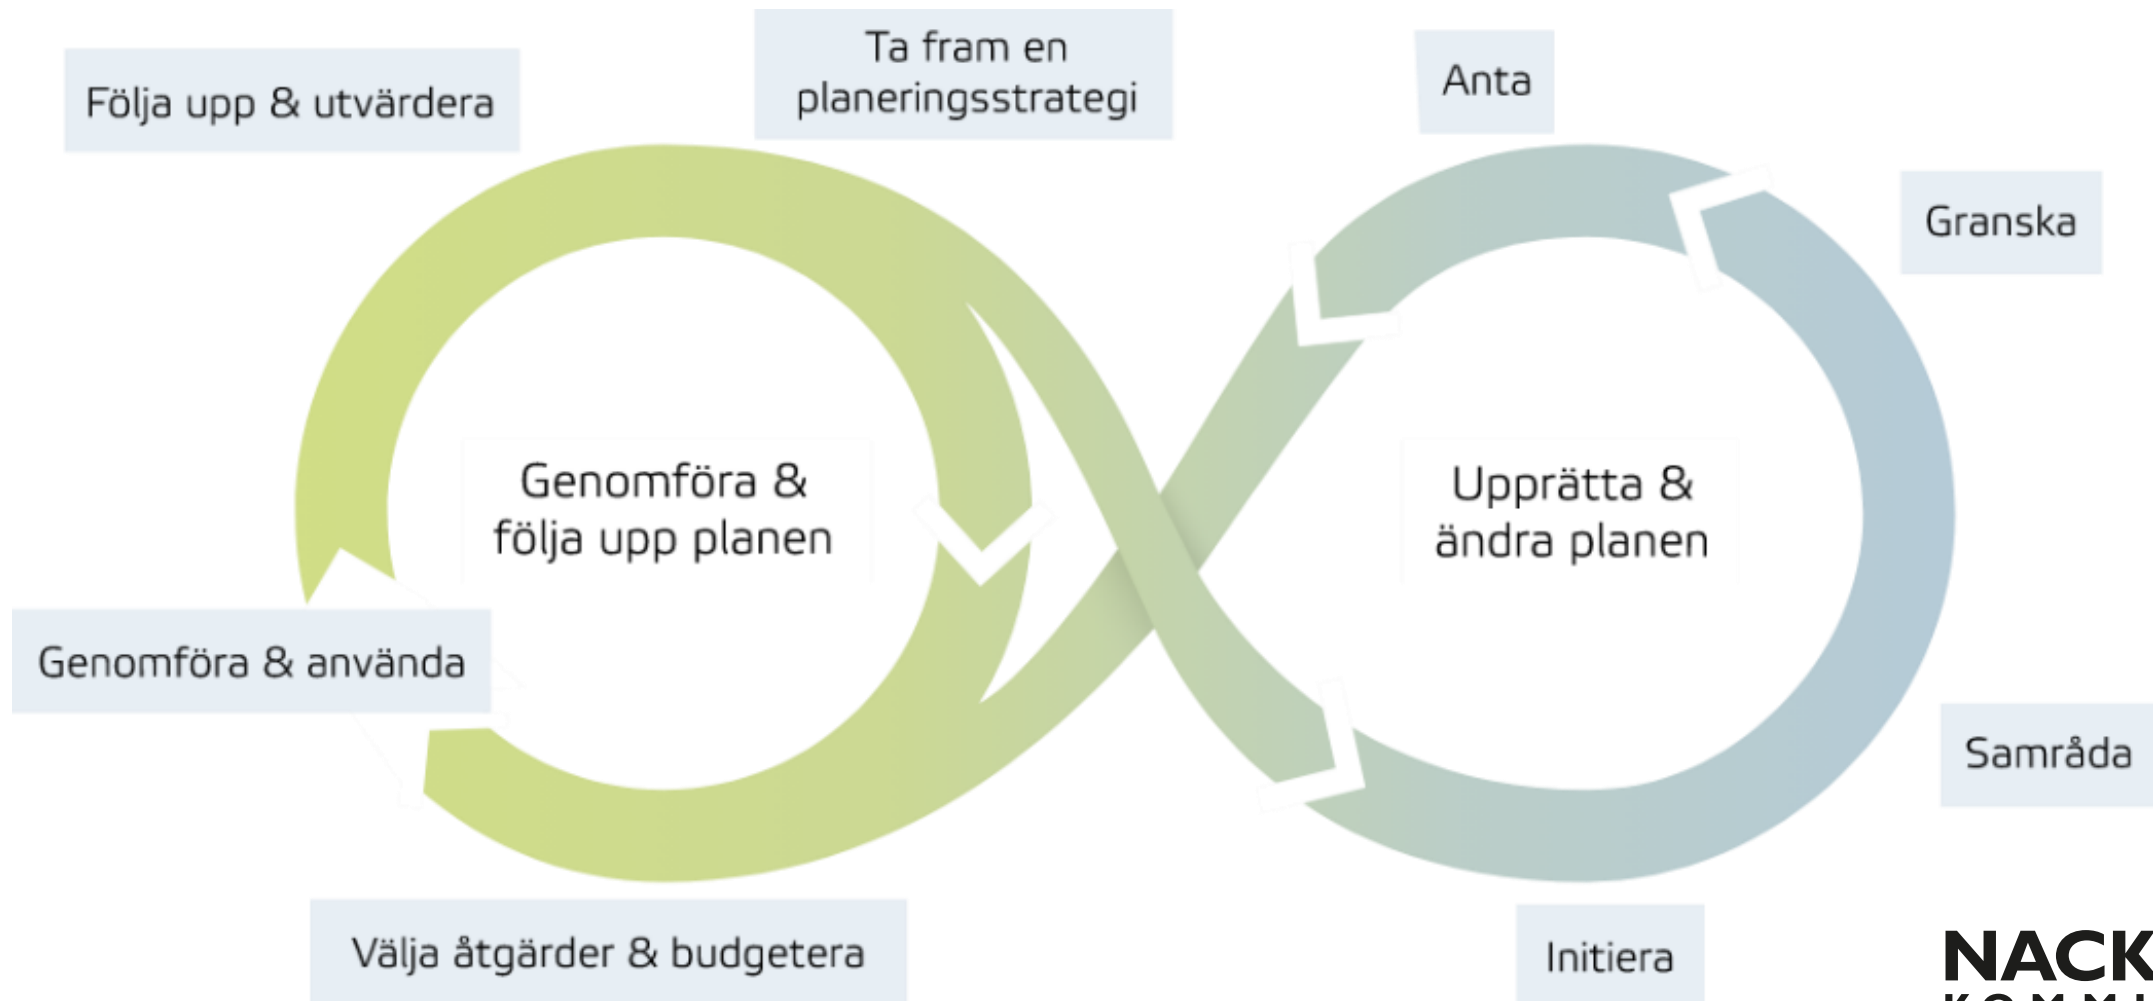 Följa upp & utvärdera
Ta fram en
planeringsstrategi
Anta
Granska
Genomföra &
följa upp planen
Upprätta &
ändra planen
Genomföra & använda
Samråda
Välja åtgärder & budgetera
Initiera
NACK